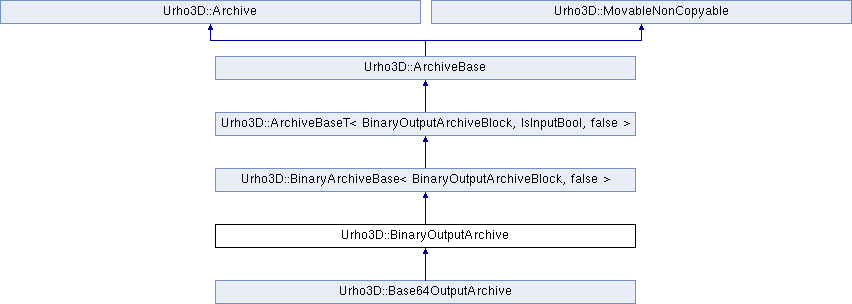 Urho3D::Archive
Urho3D::MovableNonCopyable
Urho3D::ArchiveBase
Urho3D::ArchiveBaseT< BinaryOutputArchiveBlock, IsInputBool, false >
Urho3D::BinaryArchiveBase< BinaryOutputArchiveBlock, false >
Urho3D::BinaryOutputArchive
Urho3D::Base64OutputArchive